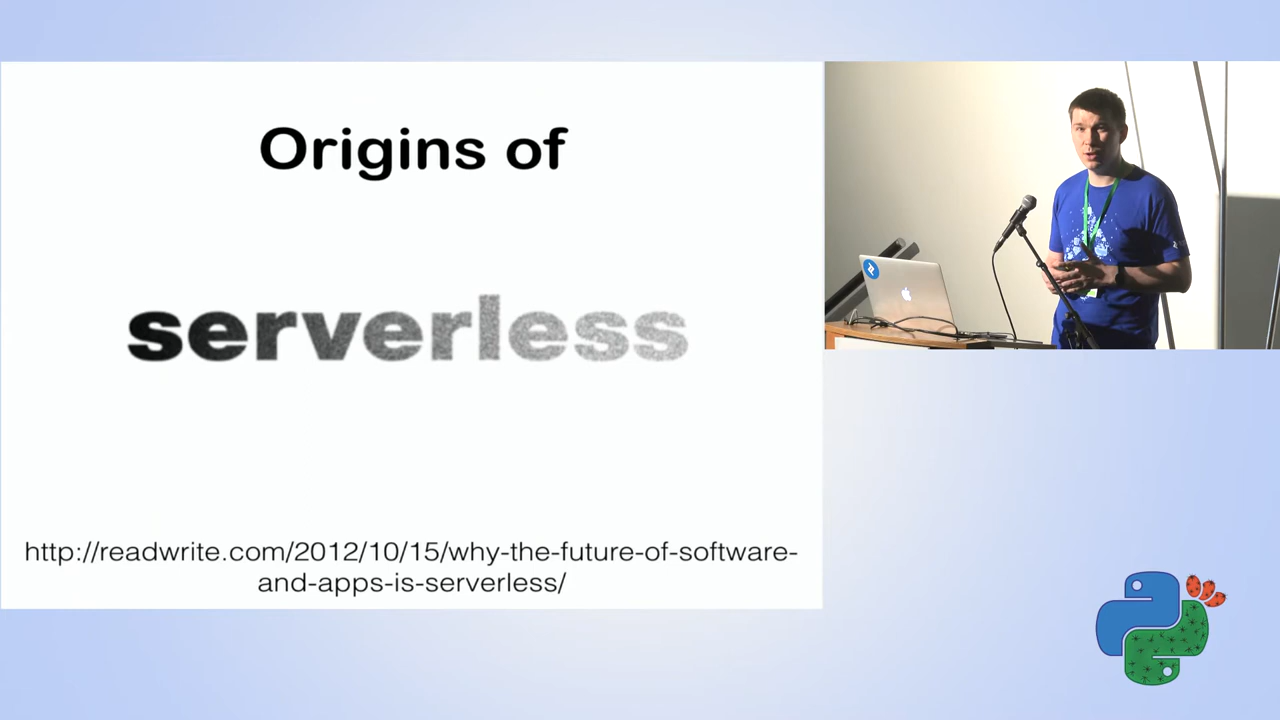 Origins of
serverless
http://readwrite.com/2012/10/15/why-the-future-of-software-
and-apps-is-serverless/